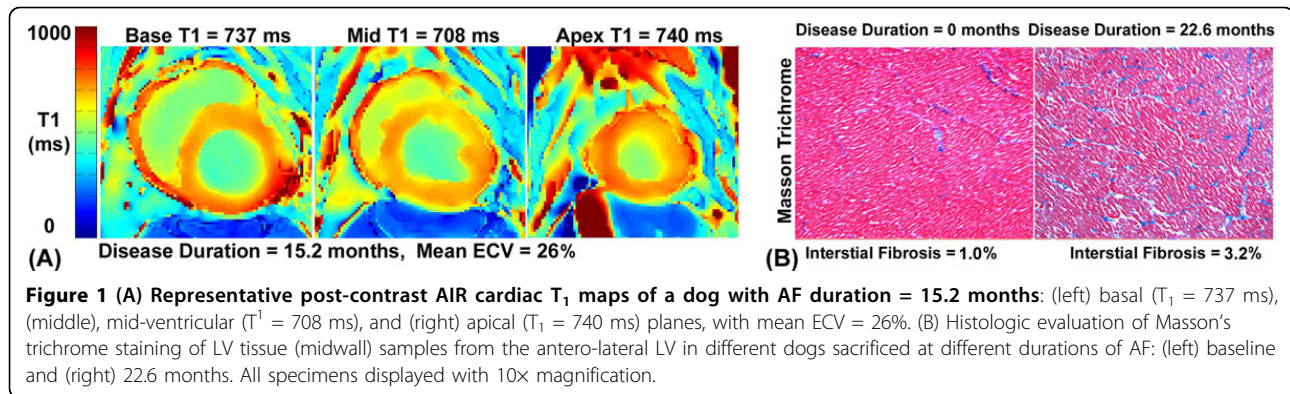 1000
T1
(ms)
0
Base T1 = 737 ms
Mid T1 = 708 ms
Apex T1 = 740 ms
(A)
Disease Duration = 15.2 months, Mean ECV = 26%
Disease Duration = 0 months
Disease Duration = 22.6 months
Masson Trichrome
(B)
Interstial Fibrosis = 1.0%
Interstial Fibrosis = 3.2%
Figure 1 (A) Representative post-contrast AIR cardiac T₁ maps of a dog with AF duration = 15.2 months: (left) basal (T₁ = 737 ms),
(middle), mid-ventricular (T¹ = 708 ms), and (right) apical (T₁ = 740 ms) planes, with mean ECV = 26%. (B) Histologic evaluation of Masson's
trichrome staining of LV tissue (midwall) samples from the antero-lateral LV in different dogs sacrificed at different durations of AF: (left) baseline
and (right) 22.6 months. All specimens displayed with 10× magnification.